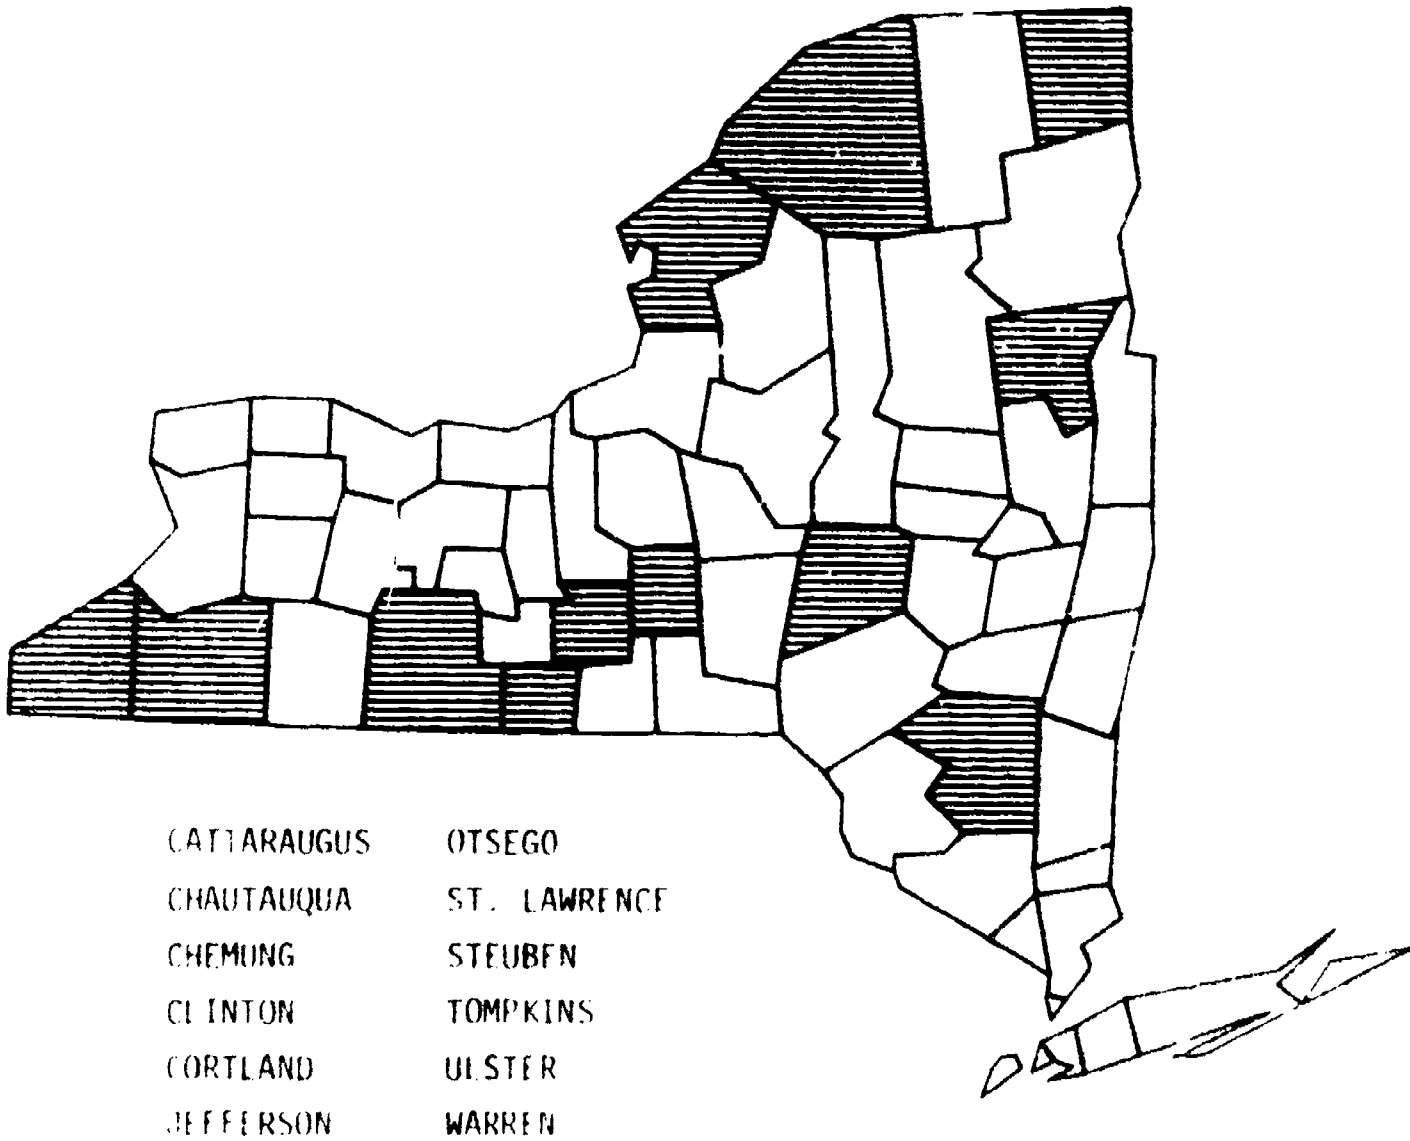 CATTARAUGUS
CHAUTAUQUA
CHEMUNG
CLINTON
CORTLAND
JEFFERSON
OTSEGO
ST. LAWRENCE
STEUBEN
TOMPKINS
ULSTER
WARREN